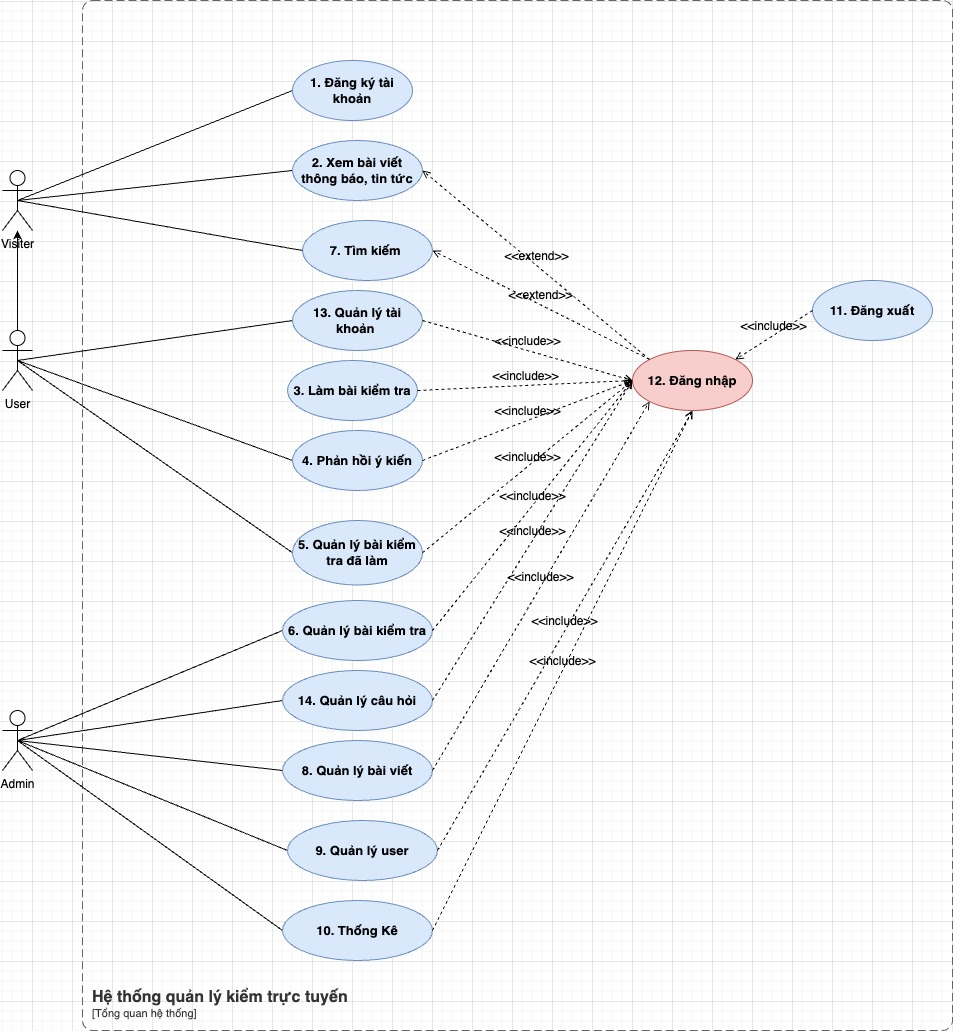 1. Đăng ký tài
khoản
2. Xem bài viết
thông báo, tin tức
Visiter
7. Tìm kiếm
<<extend>>
<<extend>>
13. Quản lý tài
khoản
11. Đăng xuất
<<include>>
<<include>>
User
3. Làm bài kiểm tra
<<include>>
12. Đăng nhập
<<include>>
4. Phản hồi ý kiến
<<include>>
<<include>>
5. Quản lý bài kiểm
tra đã làm
<<include>>
<<include>>
6. Quản lý bài kiểm tra
<<include>>
<<include>>
14. Quản lý câu hỏi
8. Quản lý bài viết
Admin
9. Quản lý user
10. Thống Kê
Hệ thống quản lý kiểm trực tuyến
[Tổng quan hệ thống]